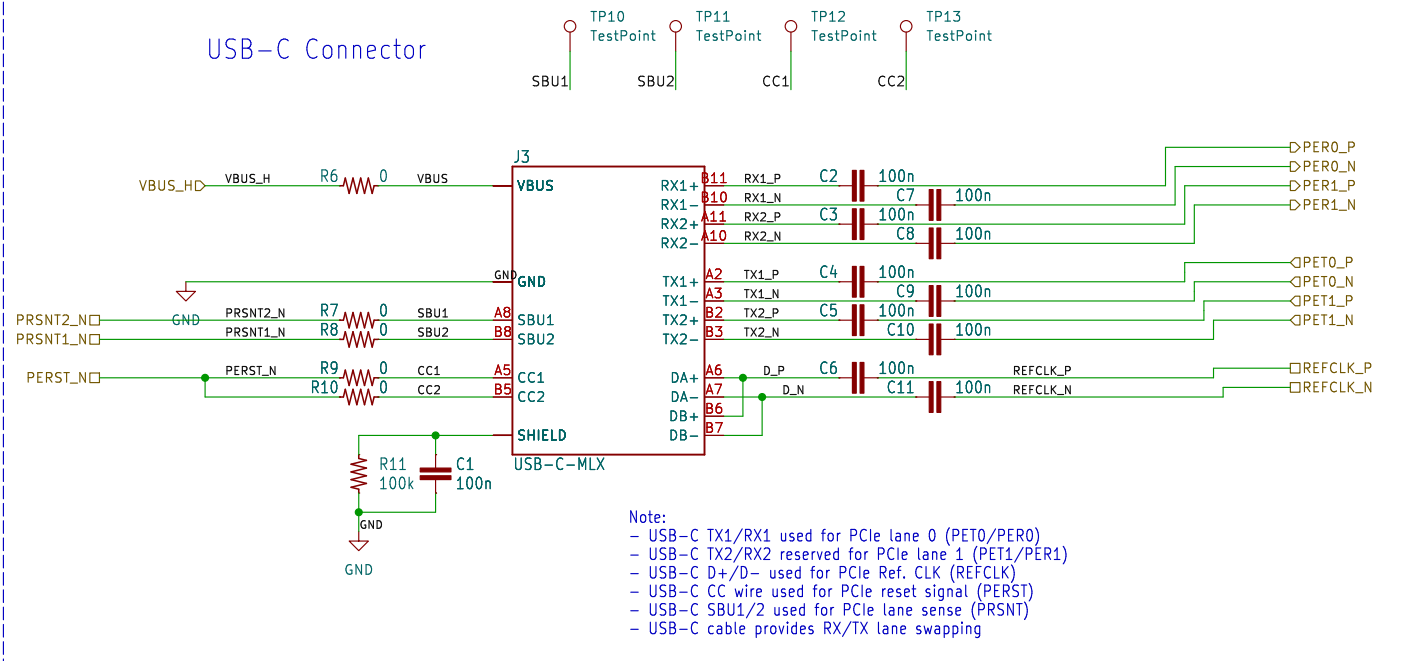 TP10
TestPoint
TP11
TestPoint
TP12
TestPoint
TP13
TestPoint
USB-C Connector
SBU1
SBU2
CC1
CC2
J3
PER0_P
PER0_N
PER1_P
PER1_N
VBUS_H
VBUS_H
R6
0
VBUS
VBUS
RX1+
B11
RX1_P
C2
100n
RX1-
B10
RX1_N
C7
100n
RX2+
A11
RX2_P
C3
100n
RX2-
A10
RX2_N
C8
100n
PET0_P
PET0_N
PET1_P
PET1_N
GND
GND
GND
TX1+
A2
TX1_P
C4
100n
TX1-
A3
TX1_N
C9
100n
PRSNT2_N
PRSNT2_N
R7
0
SBU1
A8
SBU1
TX2+
B2
TX2_P
C5
100n
PRSNT1_N
PRSNT1_N
R8
0
SBU2
B8
SBU2
TX2-
B3
TX2_N
C10
100n
PERST_N
PERST_N
R9
0
CC1
A5
CC1
DA+
A6
D_P
C6
100n
REFCLK_P
REFCLK_P
R10
0
CC2
B5
CC2
DA-
A7
D_N
C11
100n
REFCLK_N
REFCLK_N
DB+
B6
DB-
B7
SHIELD
USB-C-MLX
R11
100k
C1
100n
GND
GND
Note:
- USB-C TX1/RX1 used for PCIe lane 0 (PET0/PER0)
- USB-C TX2/RX2 reserved for PCIe lane 1 (PET1/PER1)
- USB-C D+/D- used for PCIe Ref. CLK (REFCLK)
- USB-C CC wire used for PCIe reset signal (PERST)
- USB-C SBU1/2 used for PCIe lane sense (PRSNT)
- USB-C cable provides RX/TX lane swapping